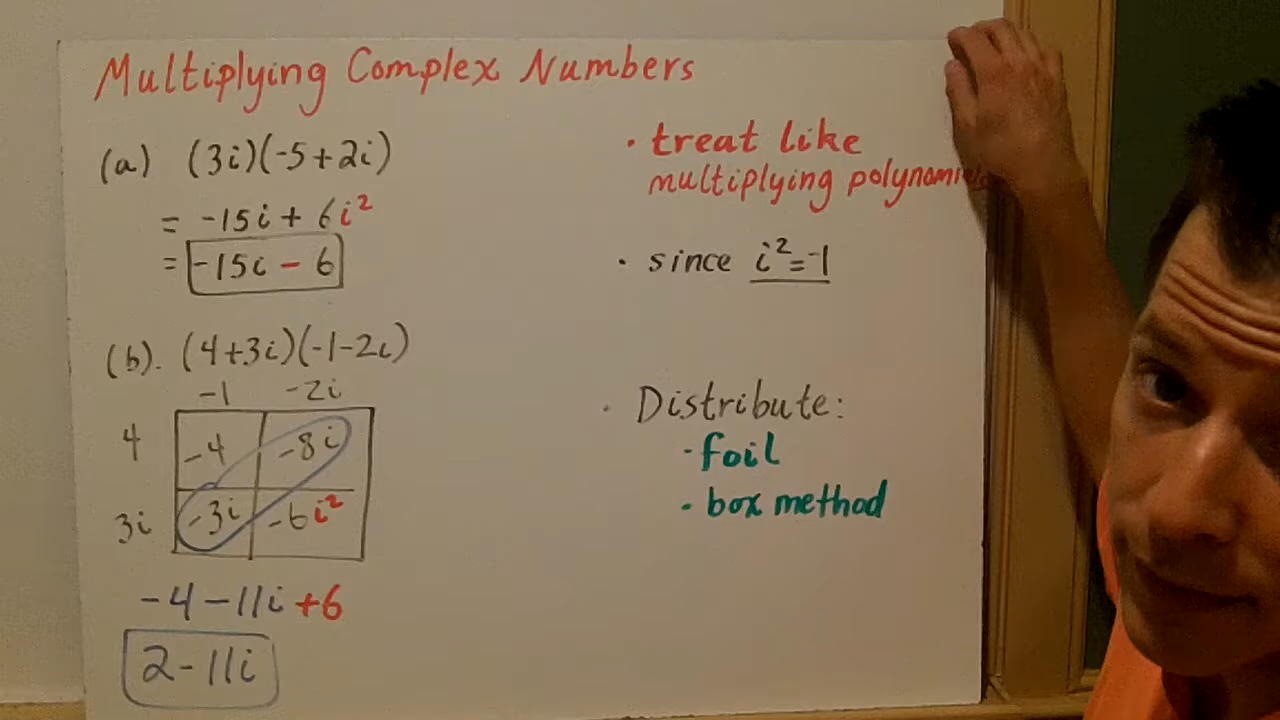 Multiplying Complex Numbers
(a) (3i)(-5+2i)
= -15i + 6i²
= -15i - 6
(b). (4+3i)(-1-2i)
-1 -2i
4 -4 -8i
3i -3i -6i²
-4-11i+6
2-11i
· treat like
multiplying polynomials
· since i²=-1
· Distribute:
- foil
- box method